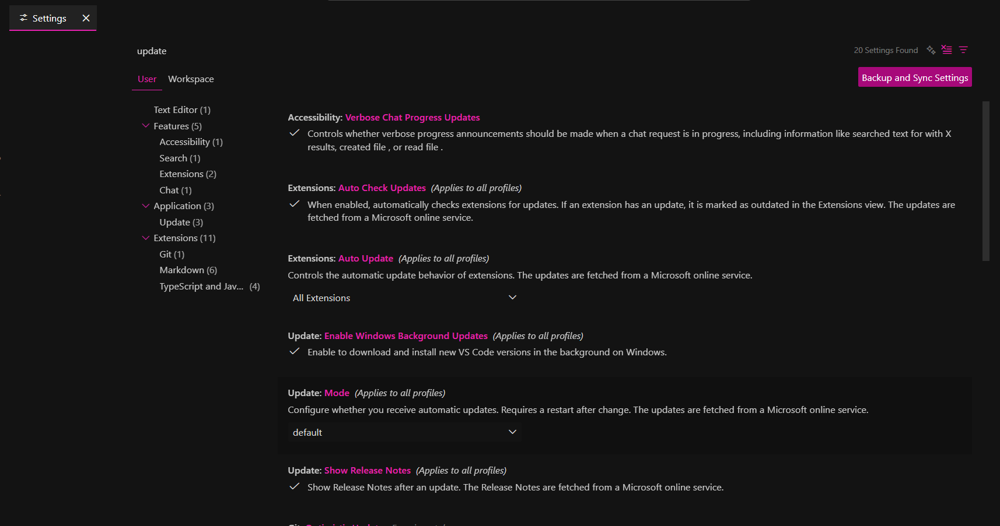 Settings
update
20 Settings Found
User Workspace
Backup and Sync Settings
Text Editor (1)
Features (5)
Accessibility (1)
Search (1)
Extensions (2)
Chat (1)
Application (3)
Update (3)
Extensions (11)
Git (1)
Markdown (6)
TypeScript and Jav... (4)
Accessibility: Verbose Chat Progress Updates
Controls whether verbose progress announcements should be made when a chat request is in progress, including information like searched text for with X
results, created file , or read file .
Extensions: Auto Check Updates (Applies to all profiles)
When enabled, automatically checks extensions for updates. If an extension has an update, it is marked as outdated in the Extensions view. The updates are
fetched from a Microsoft online service.
Extensions: Auto Update (Applies to all profiles)
Controls the automatic update behavior of extensions. The updates are fetched from a Microsoft online service.
All Extensions
Update: Enable Windows Background Updates (Applies to all profiles)
Enable to download and install new VS Code versions in the background on Windows.
Update: Mode (Applies to all profiles)
Configure whether you receive automatic updates. Requires a restart after change. The updates are fetched from a Microsoft online service.
default
Update: Show Release Notes (Applies to all profiles)
Show Release Notes after an update. The Release Notes are fetched from a Microsoft online service.